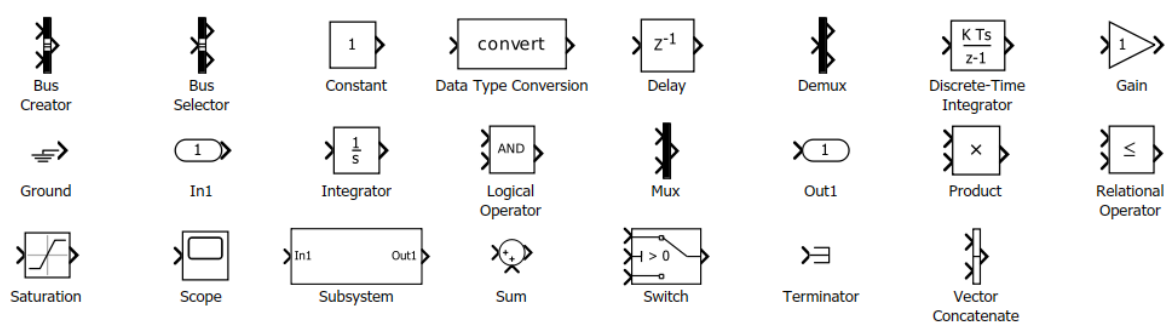 1
convert
Z-1
K Ts
z-1
1
Bus
Creator
Bus
Selector
Constant
Data Type Conversion
Delay
Demux
Discrete-Time
Integrator
Gain
1
1
s
AND
1
×
≤
Ground
In1
Integrator
Logical
Operator
Mux
Out1
Product
Relational
Operator
In1
Out1
+
+
> 0
Saturation
Scope
Subsystem
Sum
Switch
Terminator
Vector
Concatenate